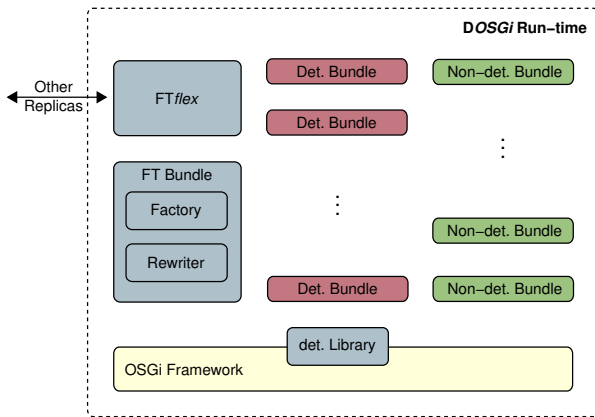 DOSGi Run−time
Other
Replicas
FTflex
Det. Bundle
Non−det. Bundle
Det. Bundle
FT Bundle
Factory
Rewriter
Non−det. Bundle
Det. Bundle
Non−det. Bundle
det. Library
OSGi Framework